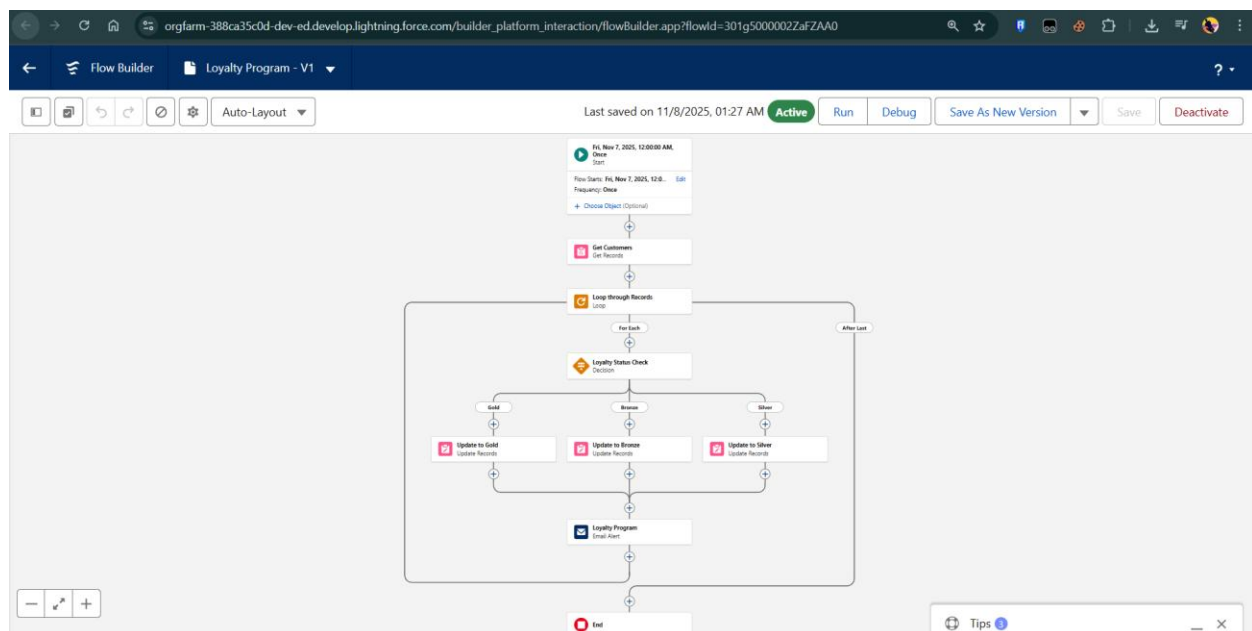 orgfarm-388ca35c0d-dev-ed.develop.lightning.force.com/builder_platform_interaction/flowBuilder.app?flowId=301g5000002ZaFZAA0
Flow Builder Loyalty Program - V1 ?
Auto-Layout Last saved on 11/8/2025, 01:27 AM Active Run Debug Save As New Version Save Deactivate
Fri, Nov 7, 2025, 12:00:00 AM,
Once
Start
Flow Starts: Fri, Nov 7, 2025, 12:0... Edit
Frequency: Once
+ Choose Object (Optional)
Get Customers
Get Records
Loop through Records
Loop
For Each After Last
Loyalty Status Check
Decision
Gold Bronze Silver
Update to Gold Update to Bronze Update to Silver
Update Records Update Records Update Records
Loyalty Program
Email Alert
End
Tips 3